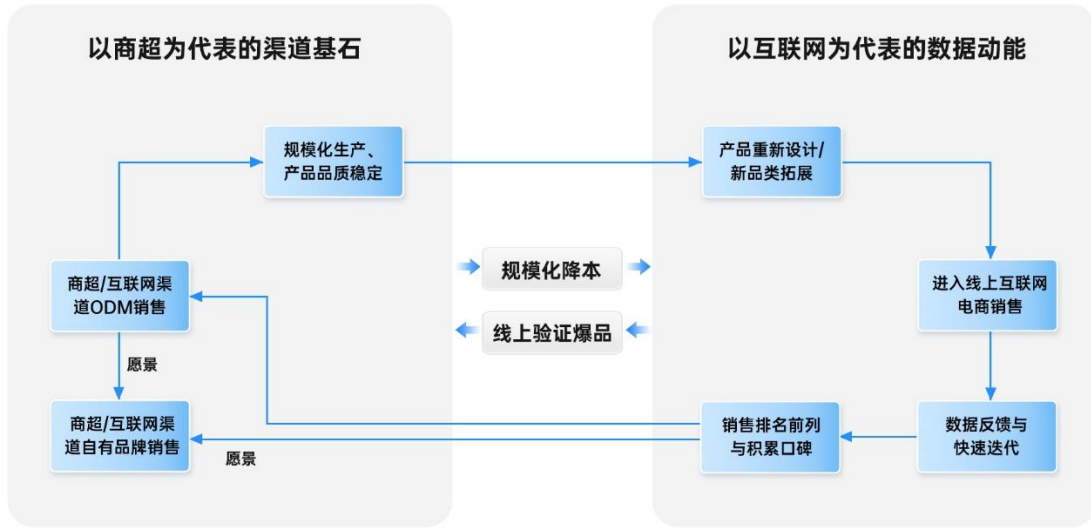 以商超为代表的渠道基石
以互联网为代表的数据动能
规模化生产、
产品品质稳定
产品重新设计/
新品类拓展
商超/互联网渠
道ODM销售
规模化降本
进入线上互联网
电商销售
线上验证爆品
愿景
商超/互联网渠
道自有品牌销售
愿景
销售排名前列
与积累口碑
数据反馈与
快速迭代